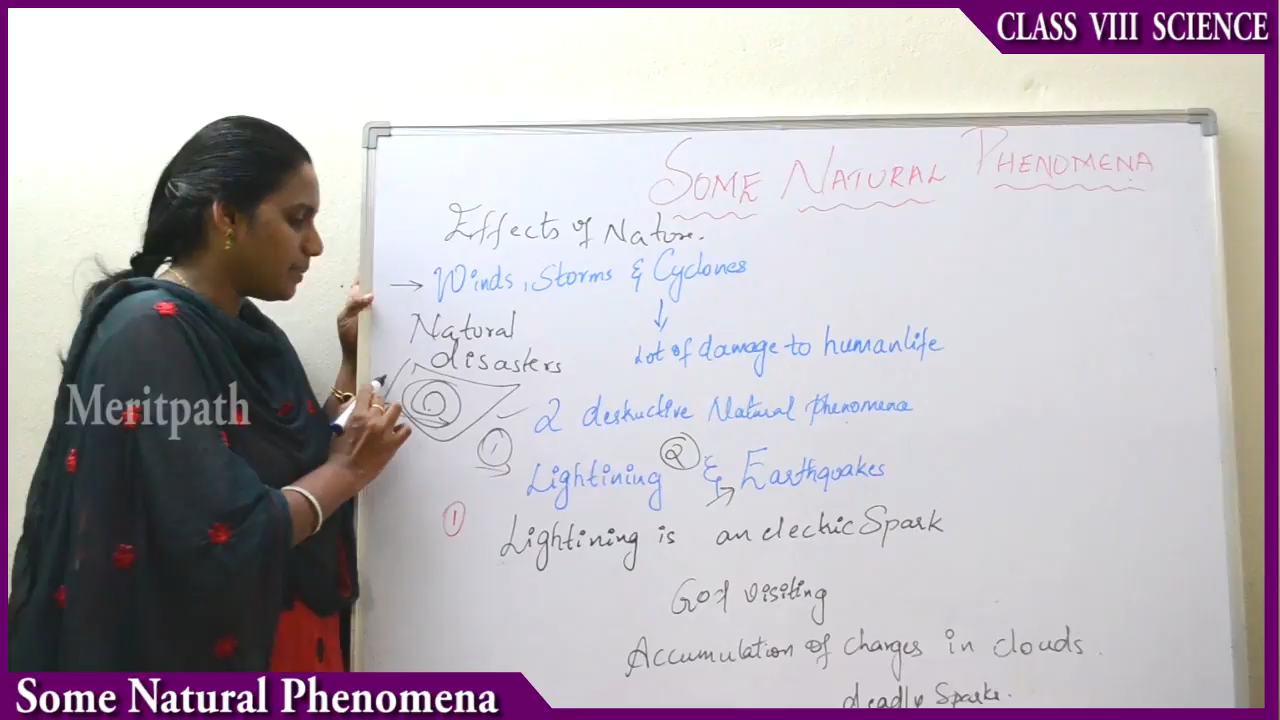 CLASS VIII SCIENCE
SOME NATURAL PHENOMENA
Effects of Nature.
→ Winds, Storms & Cyclones
Natural
disasters
↓
Lot of damage to humanlife
2 destructive Natural phenomena
1
2
Lightining & Earthquakes
1
Lightining is an electric Spark
God visiting
Accumulation of charges in clouds.
deadly Sparks.
Meritpath
Some Natural Phenomena